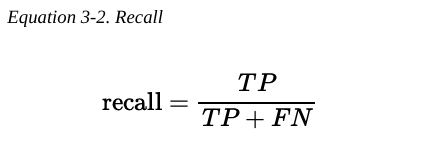 Equation 3-2. Recall
recall = TP / TP + FN